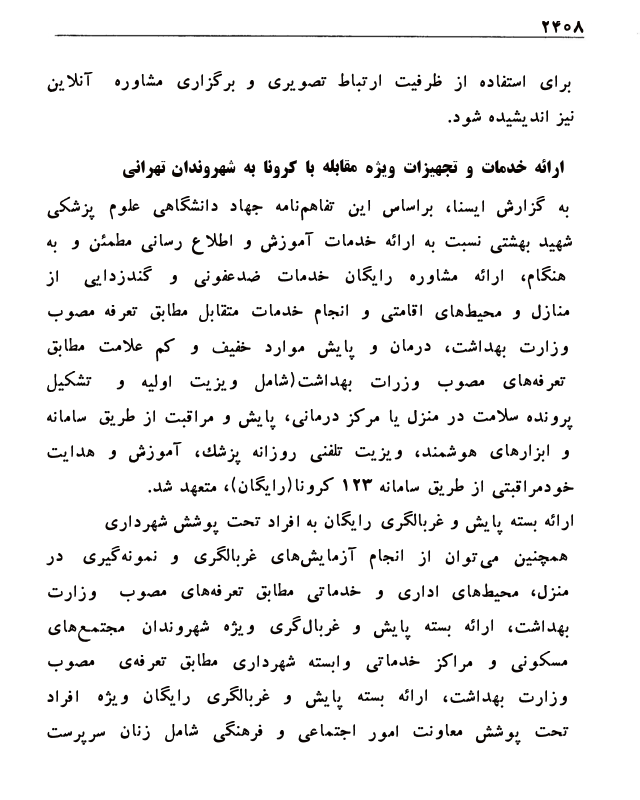 ۲۴۰۸
برای استفاده از ظرفیت ارتباط تصویری و برگزاری مشاوره آنلاین
نیز اندیشیده شود.
ارائه خدمات و تجهیزات ویژه مقابله با کرونا به شهروندان تهرانی
به گزارش ایسنا، براساس این تفاهم‌نامه جهاد دانشگاهی علوم پزشکی
شهید بهشتی نسبت به ارائه خدمات آموزش و اطلاع رسانی مطمئن و به
هنگام، ارائه مشاوره رایگان خدمات ضدعفونی و گندزدایی از
منازل و محیط‌های اقامتی و انجام خدمات متقابل مطابق تعرفه مصوب
وزارت بهداشت، درمان و پایش موارد خفیف و کم علامت مطابق
تعرفه‌های مصوب وزرات بهداشت(شامل ویزیت اولیه و تشکیل
پرونده سلامت در منزل یا مرکز درمانی، پایش و مراقبت از طریق سامانه
و ابزارهای هوشمند، ویزیت تلفنی روزانه پزشك، آموزش و هدایت
خودمراقبتی از طریق سامانه ۱۲۳ کرونا(رایگان)، متعهد شد.
ارائه بسته پایش و غربالگری رایگان به افراد تحت پوشش شهرداری
همچنین می‌توان از انجام آزمایش‌های غربالگری و نمونه‌گیری در
منزل، محیط‌های اداری و خدماتی مطابق تعرفه‌های مصوب وزارت
بهداشت، ارائه بسته پایش و غربال‌گری ویژه شهروندان مجتمع‌های
مسکونی و مراکز خدماتی وابسته شهرداری مطابق تعرفه‌ی مصوب
وزارت بهداشت، ارائه بسته پایش و غربالگری رایگان ویژه افراد
تحت پوشش معاونت امور اجتماعی و فرهنگی شامل زنان سرپرست